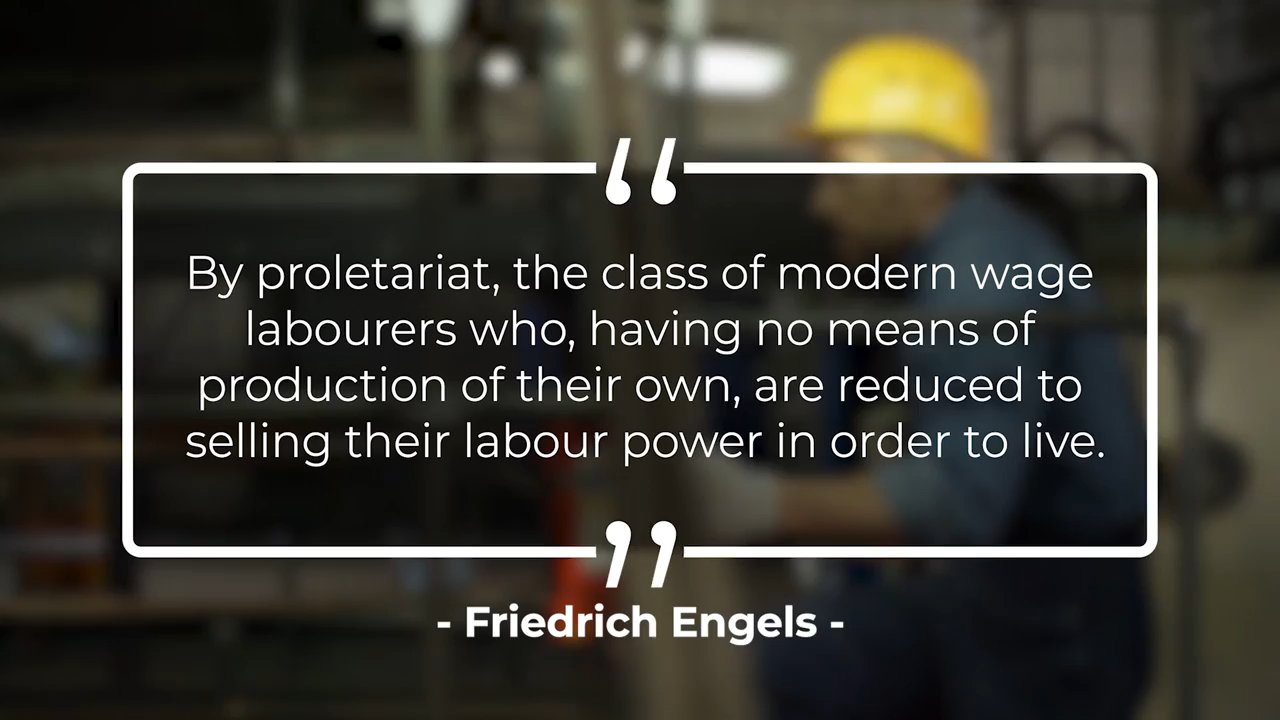 “
By proletariat, the class of modern wage
labourers who, having no means of
production of their own, are reduced to
selling their labour power in order to live.
”
- Friedrich Engels -